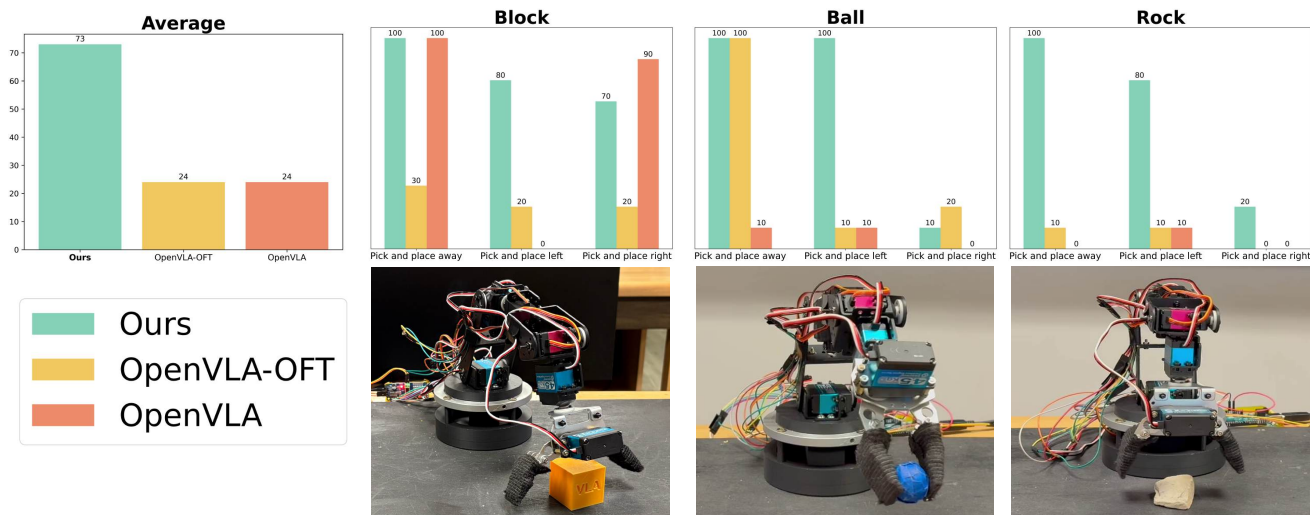 Average
73
24
24
70
60
50
40
30
20
10
0
Ours
OpenVLA-OFT
OpenVLA
Block
100
30
100
80
20
0
70
20
90
Pick and place away
Pick and place left
Pick and place right
Ball
100
100
10
100
10
10
10
20
0
Pick and place away
Pick and place left
Pick and place right
Rock
100
10
0
80
10
10
20
0
0
Pick and place away
Pick and place left
Pick and place right
Ours
OpenVLA-OFT
OpenVLA
VLA